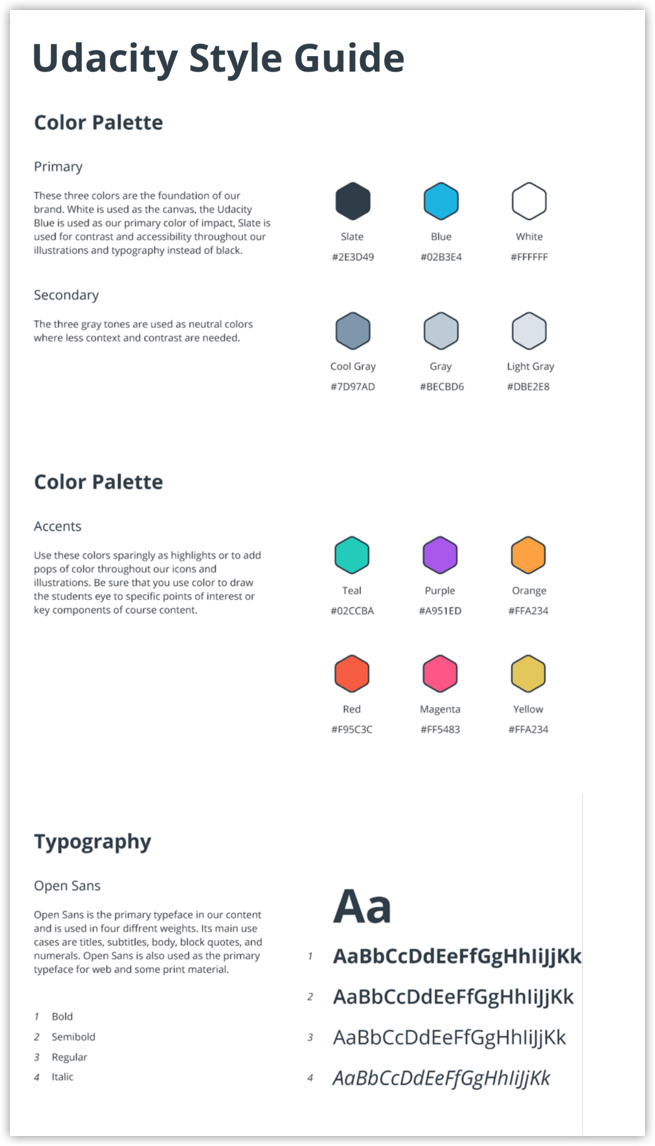 Udacity Style Guide
Color Palette
Primary
These three colors are the foundation of our
brand. White is used as the canvas, the Udacity
Blue is used as our primary color of impact, Slate is
used for contrast and accessibility throughout our
illustrations and typography instead of black.
Slate Blue White
#2E3D49 #02B3E4 #FFFFFF
Secondary
The three gray tones are used as neutral colors
where less context and contrast are needed.
Cool Gray Gray Light Gray
#7D97AD #BECBD6 #DBE2E8
Color Palette
Accents
Use these colors sparingly as highlights or to add
pops of color throughout our icons and
illustrations. Be sure that you use color to draw
the students eye to specific points of interest or
key components of course content.
Teal Purple Orange
#02CCBA #A951ED #FFA234
Red Magenta Yellow
#F95C3C #FF5483 #FFA234
Typography
Open Sans
Open Sans is the primary typeface in our content
and is used in four diffrent weights. Its main use
cases are titles, subtitles, body, block quotes, and
numerals. Open Sans is also used as the primary
typeface for web and some print material.
1 Bold
2 Semibold
3 Regular
4 Italic
Aa
1 AaBbCcDdEeFfGgHhIiJjKk
2 AaBbCcDdEeFfGgHhIiJjKk
3 AaBbCcDdEeFfGgHhIiJjKk
4 AaBbCcDdEeFfGgHhIiJjKk